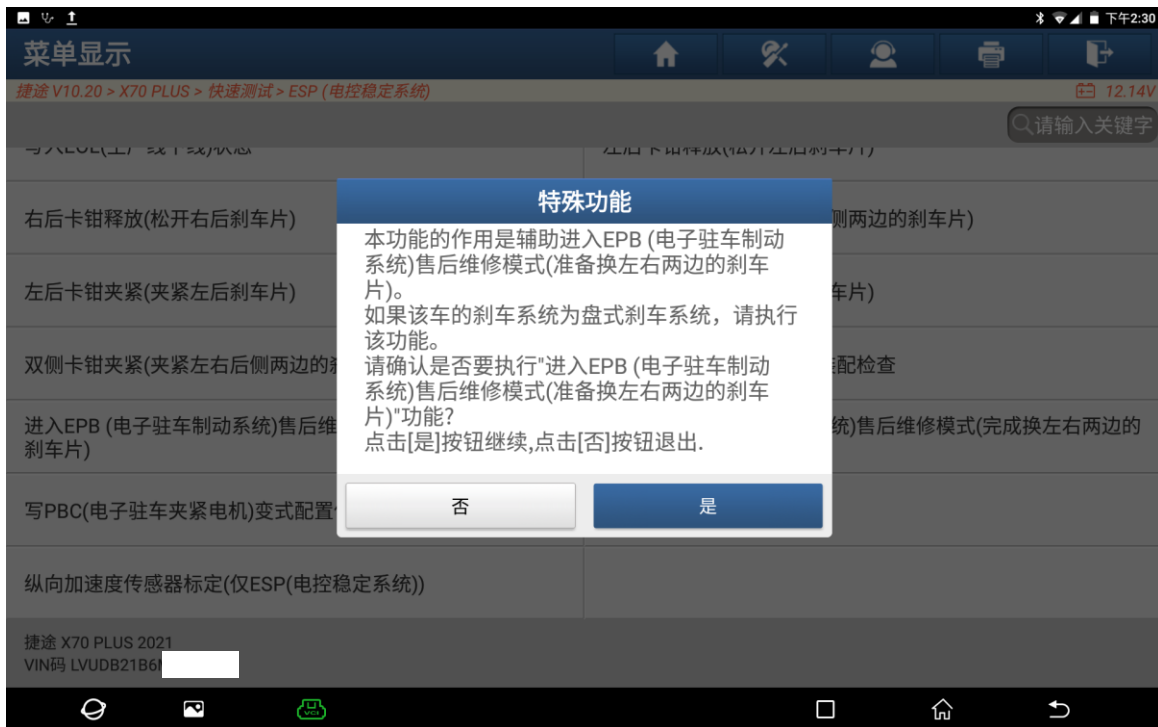 下午2:30
菜单显示
捷途 V10.20 > X70 PLUS > 快速测试 > ESP (电控稳定系统)
12.14V
请输入关键字
右后卡钳释放(松开右后刹车片)
侧两边的刹车片)
左后卡钳夹紧(夹紧左后刹车片)
车片)
双侧卡钳夹紧(夹紧左右后侧两边的
配检查
进入EPB (电子驻车制动系统)售后维
刹车片)
统)售后维修模式(完成换左右两边的
写PBC(电子驻车夹紧电机)变式配置
纵向加速度传感器标定(仅ESP(电控稳定系统))
特殊功能
本功能的作用是辅助进入EPB (电子驻车制动
系统)售后维修模式(准备换左右两边的刹车
片)。
如果该车的刹车系统为盘式刹车系统，请执行
该功能。
请确认是否要执行"进入EPB (电子驻车制动
系统)售后维修模式(准备换左右两边的刹车
片)"功能?
点击[是]按钮继续,点击[否]按钮退出.
否
是
捷途 X70 PLUS 2021
VIN码 LVUDB21B6
VCI